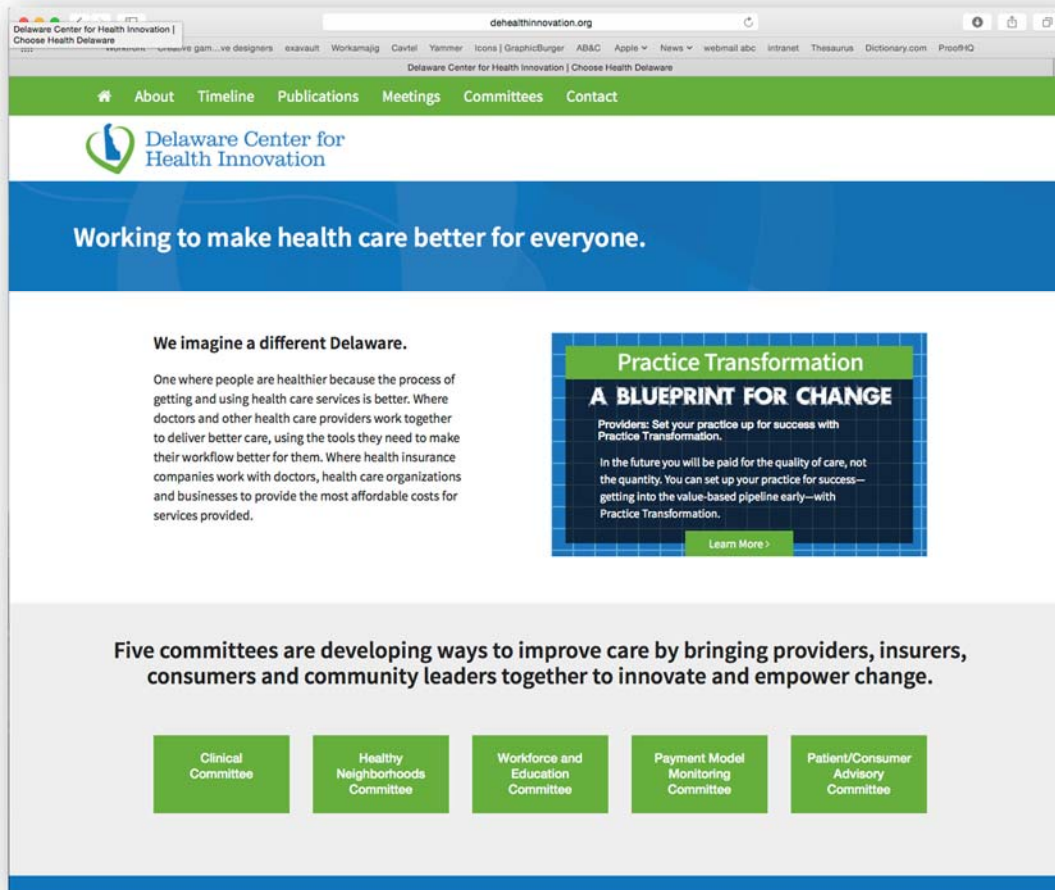 dehealthinnovation.org
Delaware Center for Health Innovation |
Choose Health Delaware
Workfront Creative gam...ve designers exavault Workamajig Cavtel Yammer Icons | GraphicBurger AB&C Apple News webmail abc intranet Thesaurus Dictionary.com ProofHQ
Delaware Center for Health Innovation | Choose Health Delaware
About Timeline Publications Meetings Committees Contact
Delaware Center for
Health Innovation
Working to make health care better for everyone.
We imagine a different Delaware.
One where people are healthier because the process of
getting and using health care services is better. Where
doctors and other health care providers work together
to deliver better care, using the tools they need to make
their workflow better for them. Where health insurance
companies work with doctors, health care organizations
and businesses to provide the most affordable costs for
services provided.
Practice Transformation
A BLUEPRINT FOR CHANGE
Providers: Set your practice up for success with
Practice Transformation.
In the future you will be paid for the quality of care, not
the quantity. You can set up your practice for success—
getting into the value-based pipeline early—with
Practice Transformation.
Learn More >
Five committees are developing ways to improve care by bringing providers, insurers,
consumers and community leaders together to innovate and empower change.
Clinical
Committee
Healthy
Neighborhoods
Committee
Workforce and
Education
Committee
Payment Model
Monitoring
Committee
Patient/Consumer
Advisory
Committee